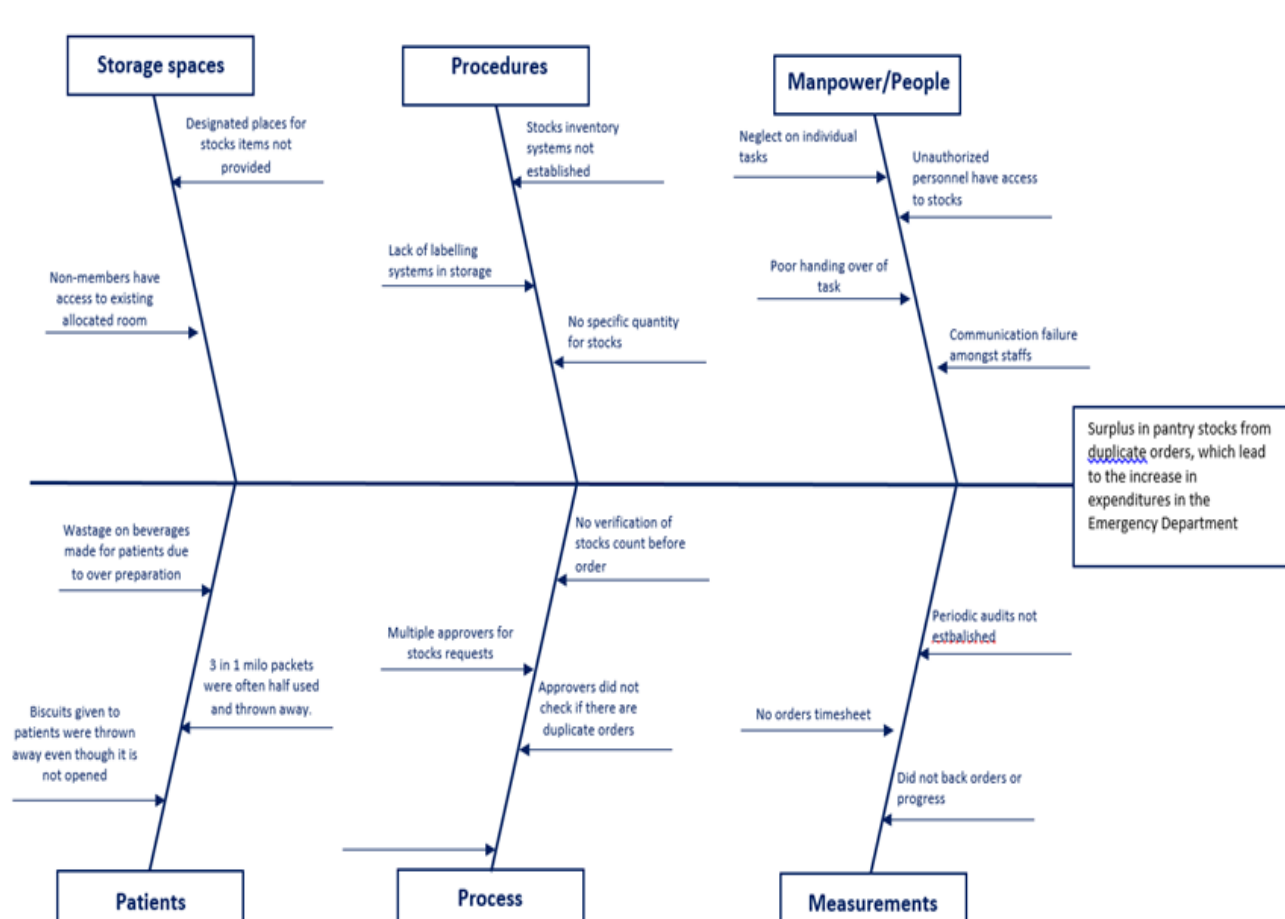 Storage spaces
Designated places for
stocks items not
provided
Non-members have
access to existing
allocated room
Procedures
Stocks inventory
systems not
established
Lack of labelling
systems in storage
No specific quantity
for stocks
Manpower/People
Neglect on individual
tasks
Unauthorized
personnel have access
to stocks
Poor handing over of
task
Communication failure
amongst staffs
Surplus in pantry stocks from
duplicate orders, which lead
to the increase in
expenditures in the
Emergency Department
Wastage on beverages
made for patients due
to over preparation
3 in 1 milo packets
were often half used
and thrown away.
Biscuits given to
patients were thrown
away even though it is
not opened
Patients
No verification of
stocks count before
order
Multiple approvers for
stocks requests
Approvers did not
check if there are
duplicate orders
Process
Periodic audits not
estbalished
No orders timesheet
Did not back orders or
progress
Measurements